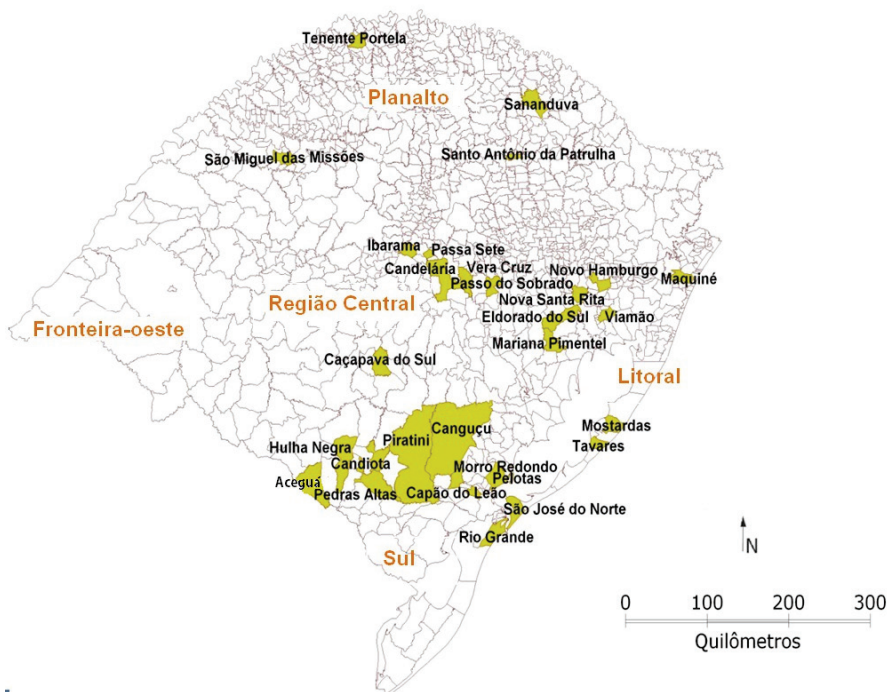 Tenente Portela
Planalto
Sananduva
São Miguel das Missões
Santo Antônio da Patrulha
Ibarama
Passa Sete
Candelária
Vera Cruz
Novo Hamburgo
Maquiné
Passo do Sobrado
Região Central
Nova Santa Rita
Eldorado do Sul
Viamão
Fronteira-oeste
Mariana Pimentel
Caçapava do Sul
Litoral
Mostardas
Canguçu
Piratini
Tavares
Hulha Negra
Candiota
Morro Redondo
Pelotas
Aceguá
Pedras Altas
Capão do Leão
São José do Norte
Rio Grande
Sul
N
0 100 200 300
Quilômetros